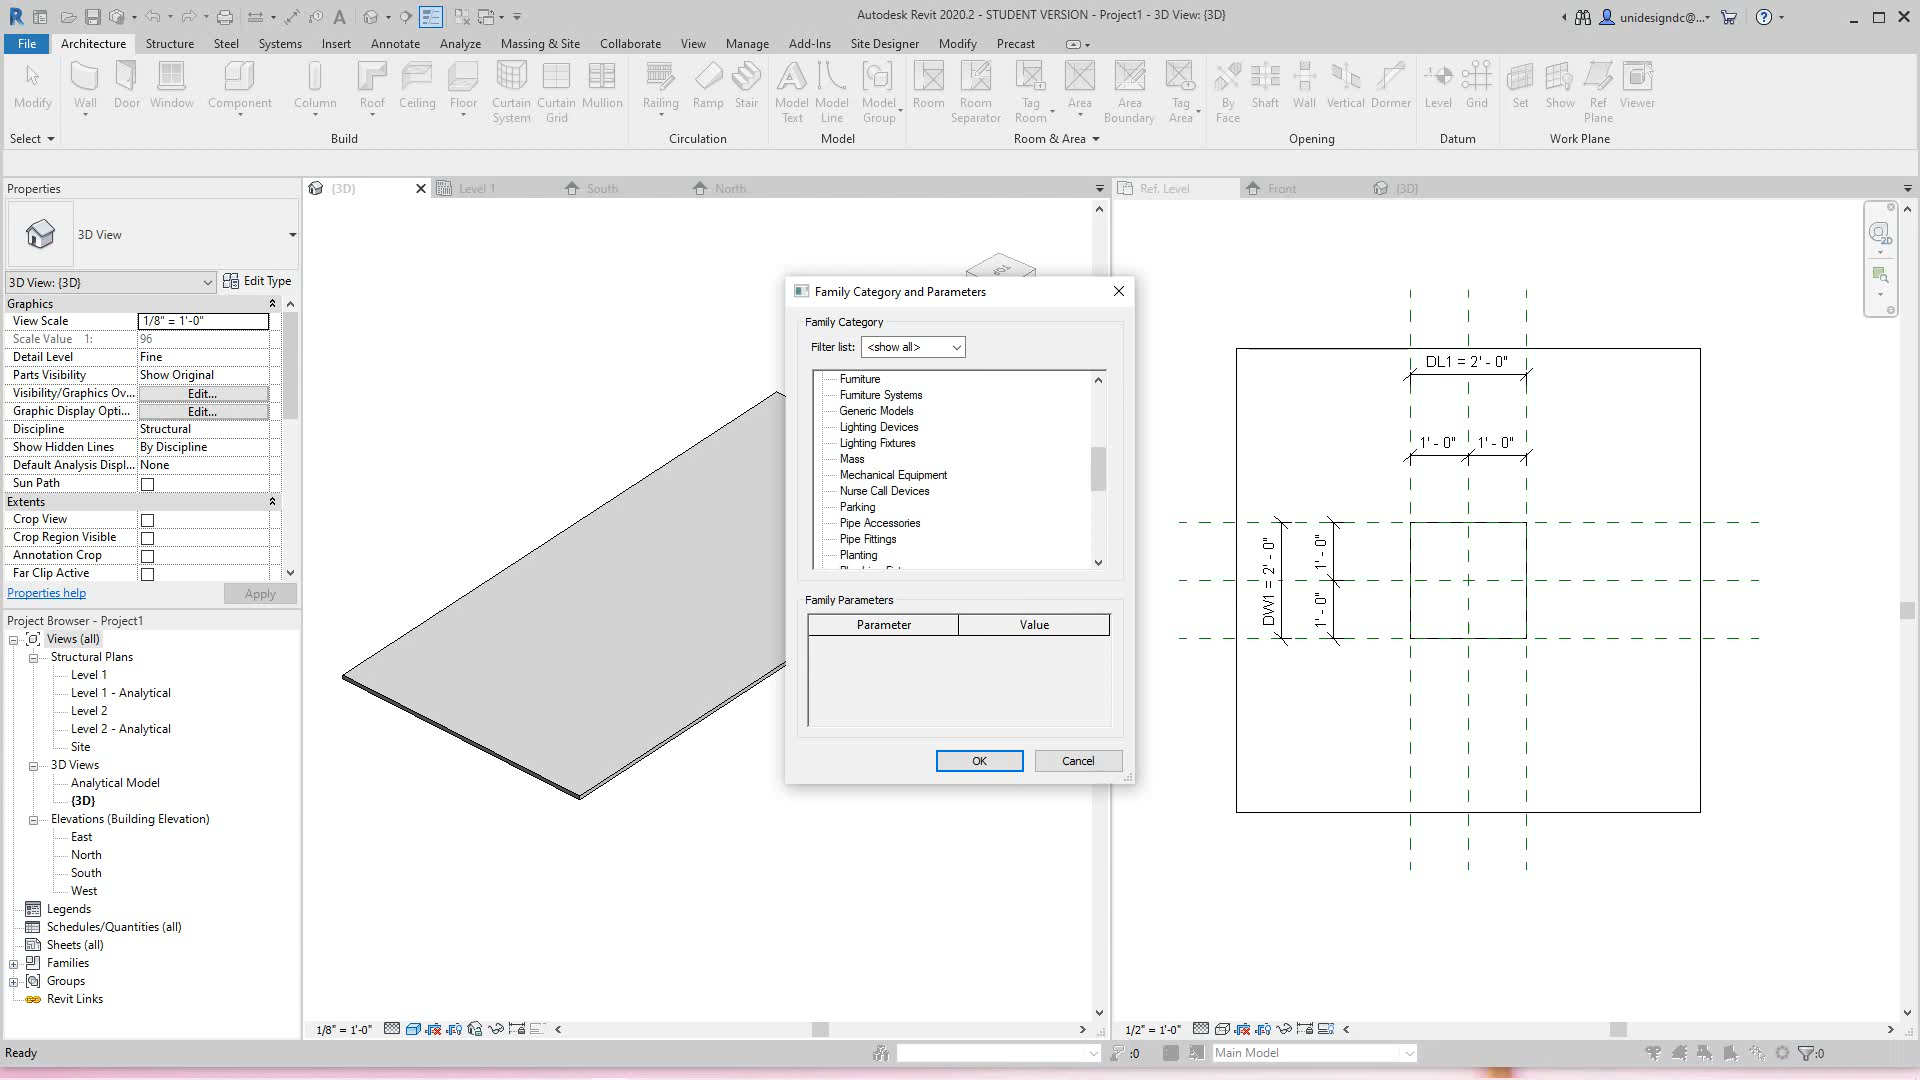 Autodesk Revit 2020.2 - STUDENT VERSION - Project1 - 3D View: {3D}
unidesigndc@...
File Architecture Structure Steel Systems Insert Annotate Analyze Massing & Site Collaborate View Manage Add-Ins Site Designer Modify Precast
Modify Wall Door Window Component Column Roof Ceiling Floor Curtain System Curtain Grid Mullion Railing Ramp Stair Model Text Model Line Model Group Room Room Separator Tag Room Area Area Boundary Tag Area By Face Shaft Wall Vertical Dormer Level Grid Set Show Ref Plane Viewer
Select Build Circulation Model Room & Area Opening Datum Work Plane
Properties
{3D} Level 1 South North
Ref. Level Front {3D}
3D View
3D View: {3D} Edit Type
Graphics
View Scale 1/8" = 1'-0"
Scale Value 1: 96
Detail Level Fine
Parts Visibility Show Original
Visibility/Graphics Ov... Edit...
Graphic Display Opti... Edit...
Discipline Structural
Show Hidden Lines By Discipline
Default Analysis Displ... None
Sun Path
Extents
Crop View
Crop Region Visible
Annotation Crop
Far Clip Active
Properties help Apply
Project Browser - Project1
Views (all)
Structural Plans
Level 1
Level 1 - Analytical
Level 2
Level 2 - Analytical
Site
3D Views
Analytical Model
{3D}
Elevations (Building Elevation)
East
North
South
West
Legends
Schedules/Quantities (all)
Sheets (all)
Families
Groups
Revit Links
TOP
Family Category and Parameters
Family Category
Filter list: <show all>
Furniture
Furniture Systems
Generic Models
Lighting Devices
Lighting Fixtures
Mass
Mechanical Equipment
Nurse Call Devices
Parking
Pipe Accessories
Pipe Fittings
Planting
Family Parameters
Parameter Value
OK Cancel
2D
DL1 = 2' - 0"
1' - 0" 1' - 0"
DW1 = 2' - 0"
1' - 0"
1' - 0"
1/8" = 1'-0"
1/2" = 1'-0"
Ready
:0
Main Model
:0